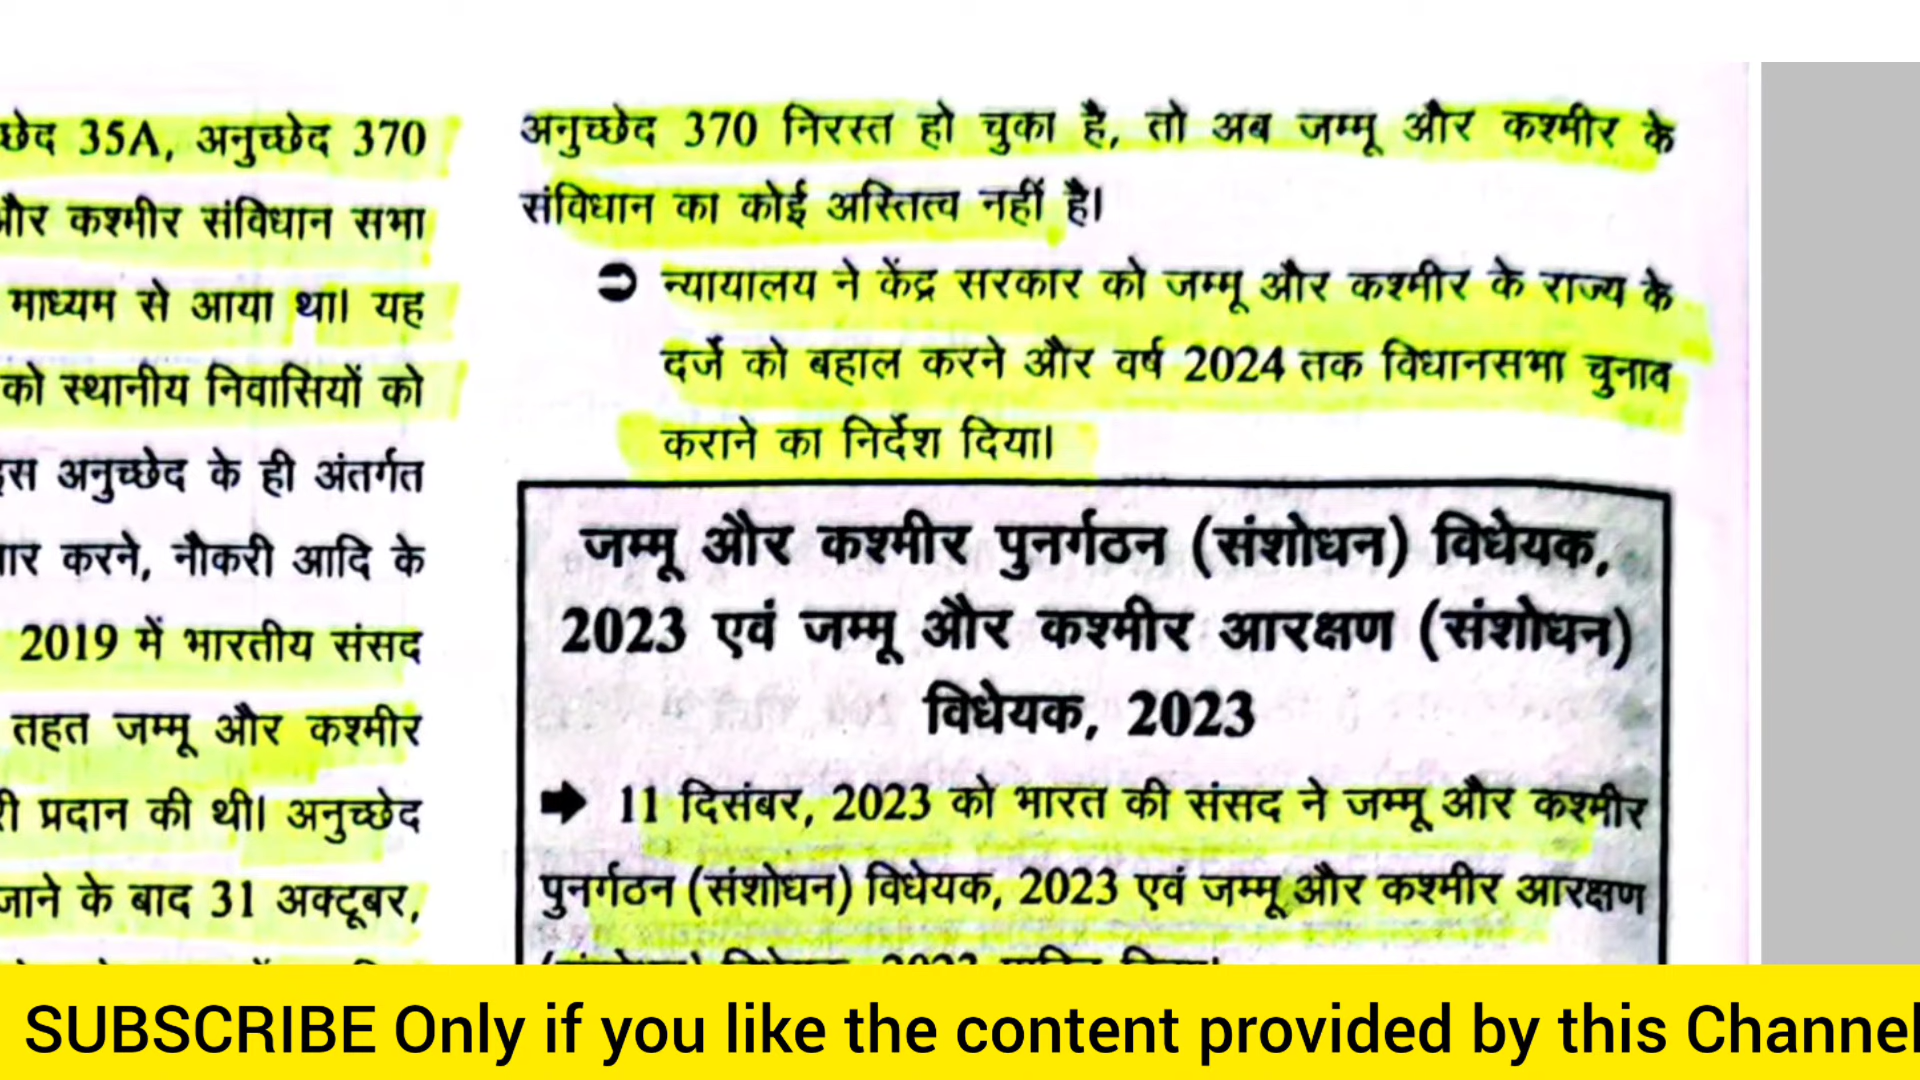 छेद 35A, अनुच्छेद 370
और कश्मीर संविधान सभा
माध्यम से आया था। यह
को स्थानीय निवासियों को
इस अनुच्छेद के ही अंतर्गत
ार करने, नौकरी आदि के
2019 में भारतीय संसद
तहत जम्मू और कश्मीर
री प्रदान की थी। अनुच्छेद
जाने के बाद 31 अक्टूबर,
अनुच्छेद 370 निरस्त हो चुका है, तो अब जम्मू और कश्मीर के
संविधान का कोई अस्तित्व नहीं है।
न्यायालय ने केंद्र सरकार को जम्मू और कश्मीर के राज्य के
दर्जे को बहाल करने और वर्ष 2024 तक विधानसभा चुनाव
कराने का निर्देश दिया।
जम्मू और कश्मीर पुनर्गठन (संशोधन) विधेयक,
2023 एवं जम्मू और कश्मीर आरक्षण (संशोधन)
विधेयक, 2023
11 दिसंबर, 2023 को भारत की संसद ने जम्मू और कश्मीर
पुनर्गठन (संशोधन) विधेयक, 2023 एवं जम्मू और कश्मीर आरक्षण
(संशोधन) विधेयक, 2023 पारित किया।
SUBSCRIBE Only if you like the content provided by this Channel